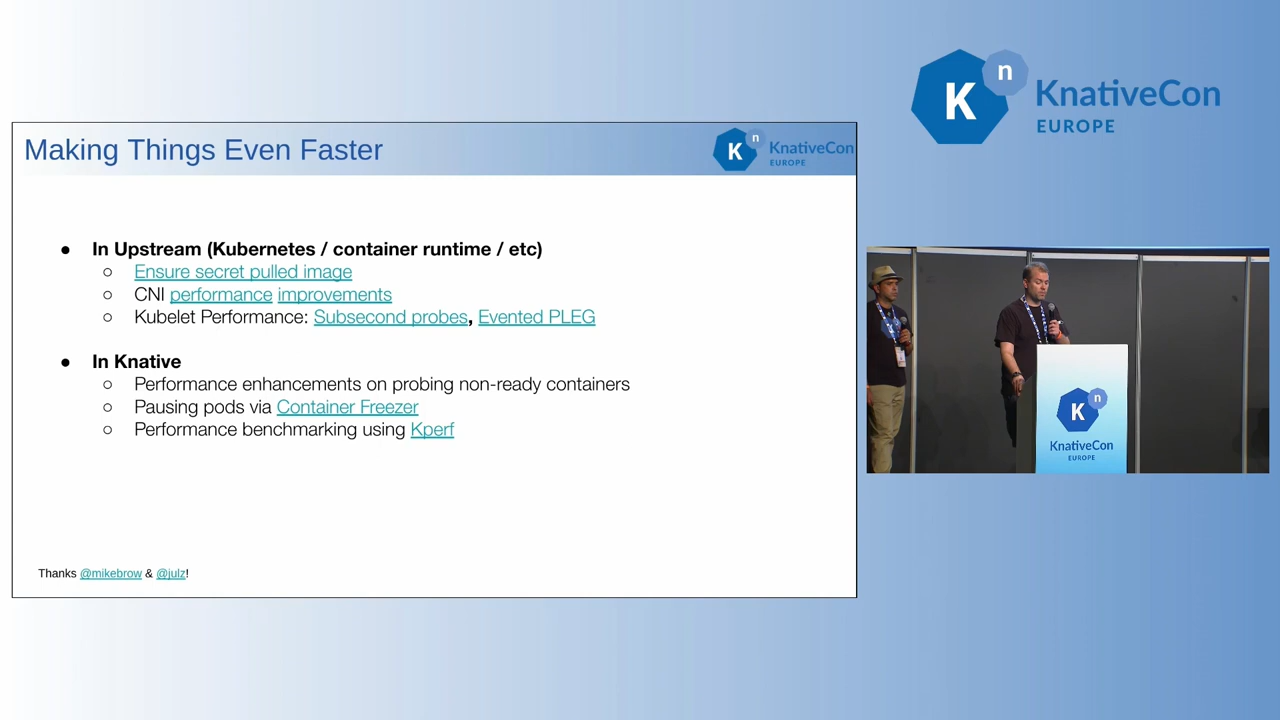 K n KnativeCon
EUROPE
Making Things Even Faster
K n KnativeCon
EUROPE
● In Upstream (Kubernetes / container runtime / etc)
○ Ensure secret pulled image
○ CNI performance improvements
○ Kubelet Performance: Subsecond probes, Evented PLEG
● In Knative
○ Performance enhancements on probing non-ready containers
○ Pausing pods via Container Freezer
○ Performance benchmarking using Kperf
Thanks @mikebrow & @julz!
K n
KnativeCon
EUROPE